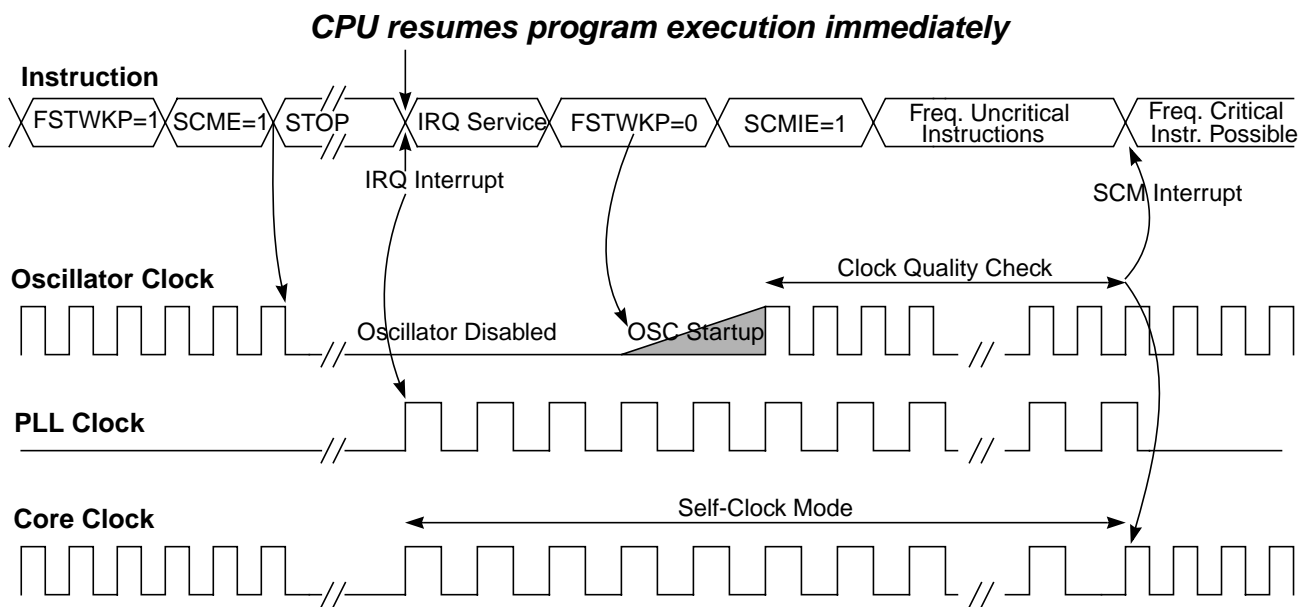 CPU resumes program execution immediately
Instruction
FSTWKP=1 SCME=1 STOP IRQ Service FSTWKP=0 SCMIE=1 Freq. Uncritical Instructions Freq. Critical Instr. Possible
IRQ Interrupt
SCM Interrupt
Clock Quality Check
Oscillator Clock
Oscillator Disabled
OSC Startup
PLL Clock
Self-Clock Mode
Core Clock